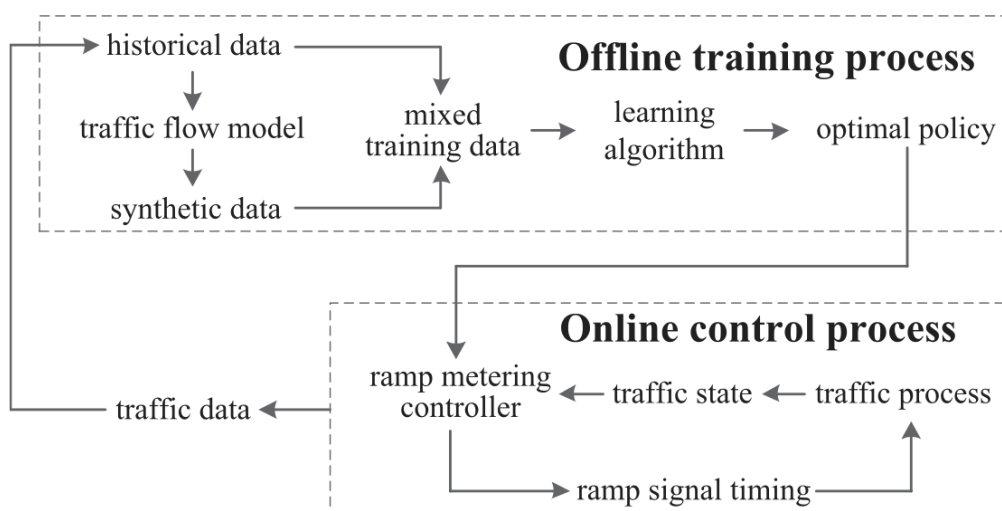 historical data
Offline training process
traffic flow model
mixed
training data
learning
algorithm
optimal policy
synthetic data
Online control process
ramp metering
controller
traffic state
traffic process
traffic data
ramp signal timing